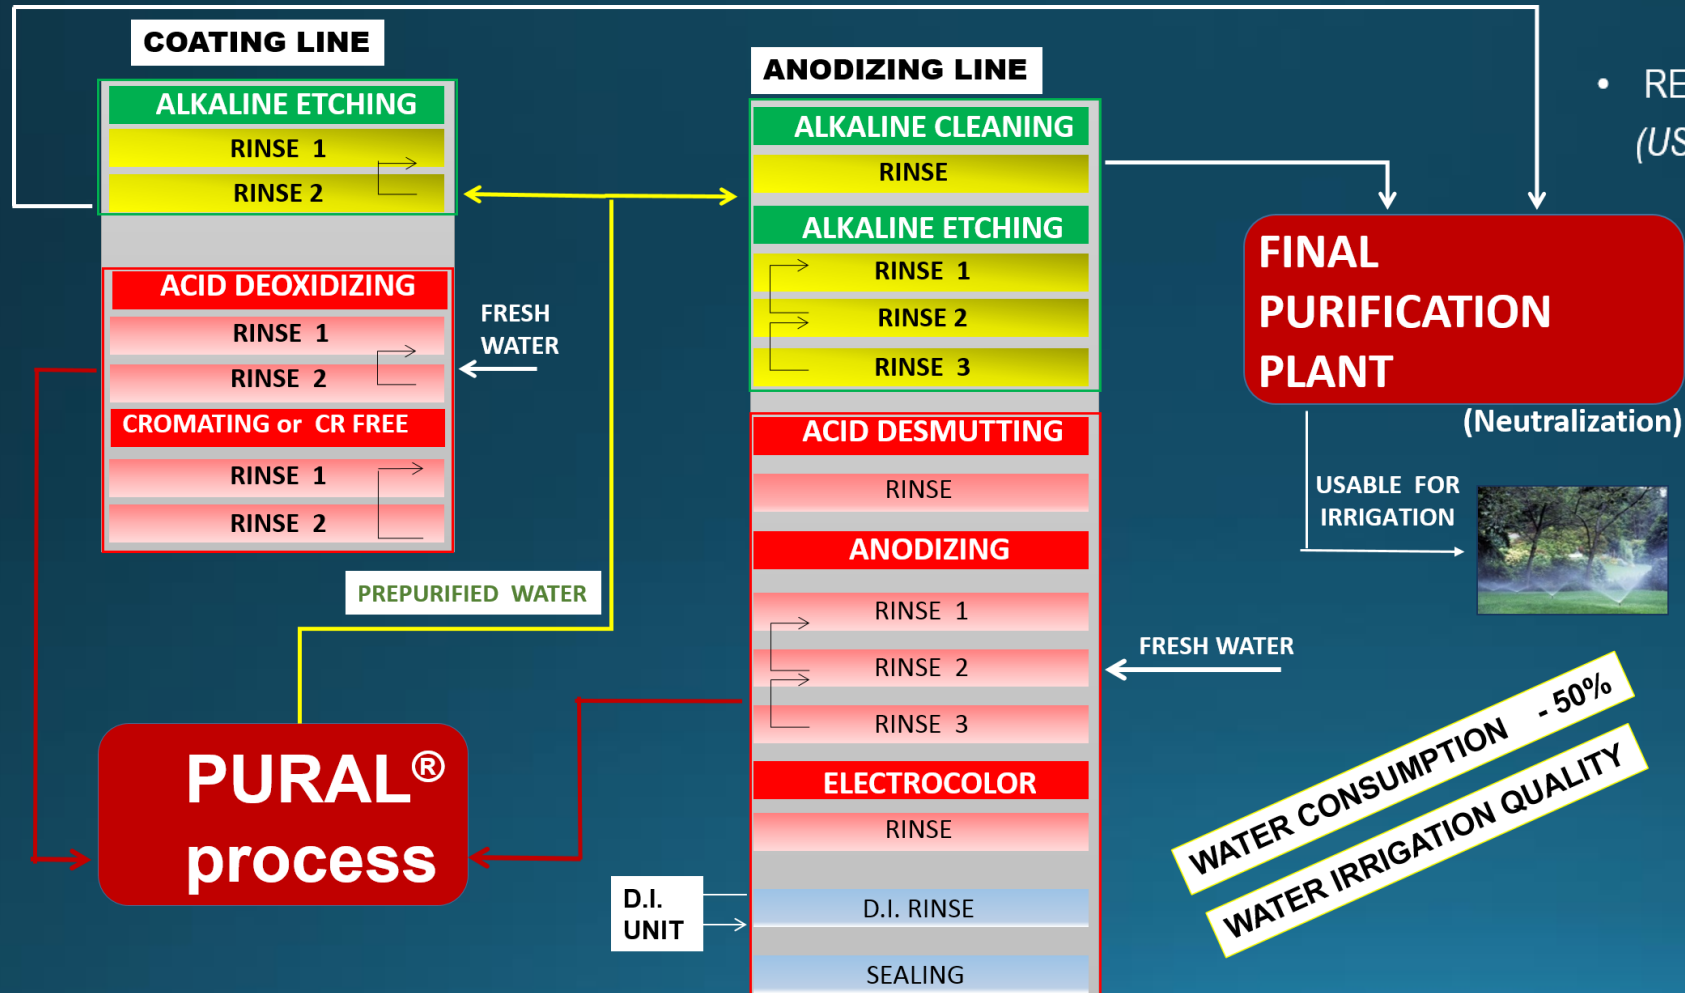 COATING LINE
ALKALINE ETCHING
RINSE 1
RINSE 2
ACID DEOXIDIZING
RINSE 1
RINSE 2
CROMATING or CR FREE
RINSE 1
RINSE 2
FRESH
WATER
PREPURIFIED WATER
PURAL®
process
ANODIZING LINE
ALKALINE CLEANING
RINSE
ALKALINE ETCHING
RINSE 1
RINSE 2
RINSE 3
ACID DESMUTTING
RINSE
ANODIZING
RINSE 1
RINSE 2
RINSE 3
ELECTROCOLOR
RINSE
D.I. RINSE
SEALING
D.I.
UNIT
FRESH WATER
• RE
(US
FINAL
PURIFICATION
PLANT
(Neutralization)
USABLE FOR
IRRIGATION
WATER CONSUMPTION - 50%
WATER IRRIGATION QUALITY